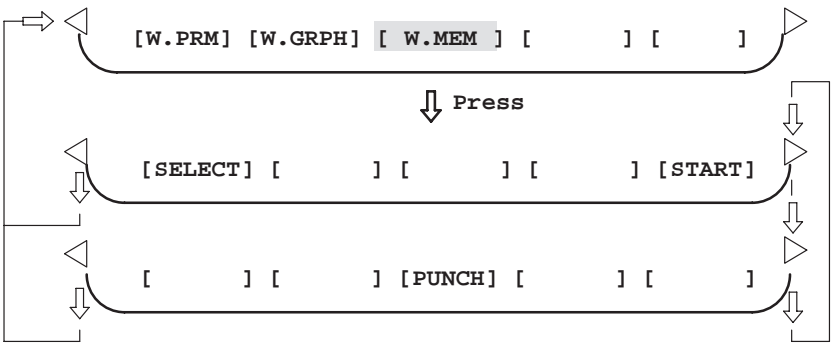 [W.PRM] [W.GRPH] [ W.MEM ] [ ] [ ]
Press
[SELECT] [ ] [ ] [ ] [START]
[ ] [ ] [PUNCH] [ ] [ ]